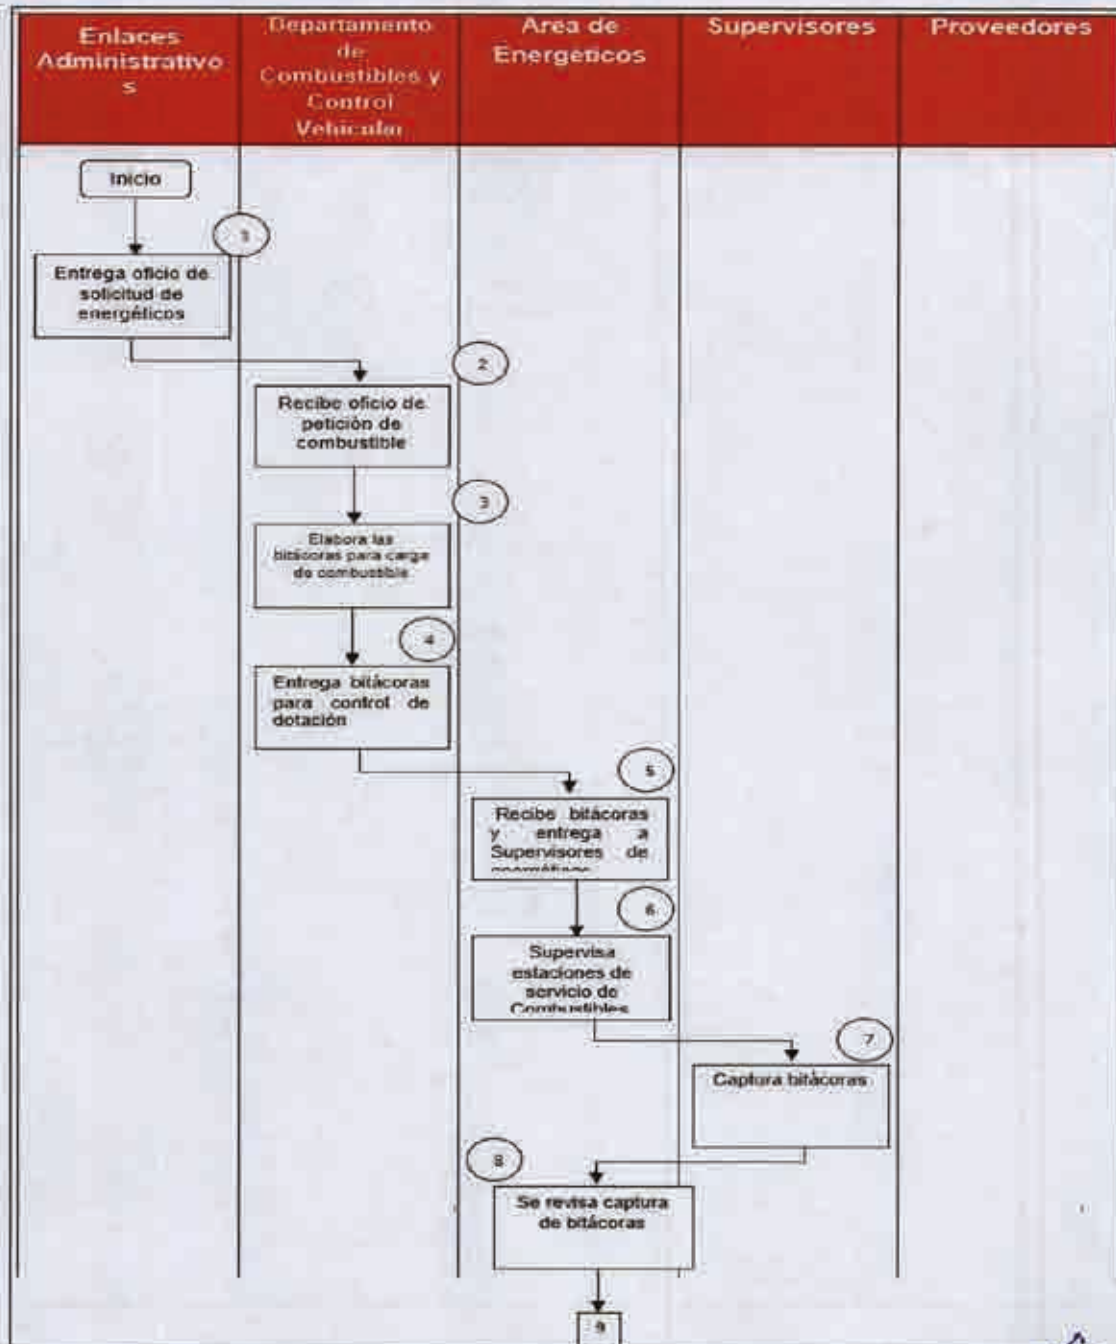 Enlaces
Administrativo
s
Departamento
de
Combustibles y
Control
Vehicular
Area de
Energeticos
Supervisores
Proveedores
Inicio
1
Entrega oficio de
solicitud de
energéticos
2
Recibe oficio de
petición de
combustible
3
Elabora las
bitácoras para carga
de combustible
4
Entrega bitácoras
para control de
dotación
5
Recibe bitácoras
y entrega a
Supervisores de
6
Supervisa
estaciones de
servicio de
Combustibles
7
Captura bitácoras
8
Se revisa captura
de bitácoras
9